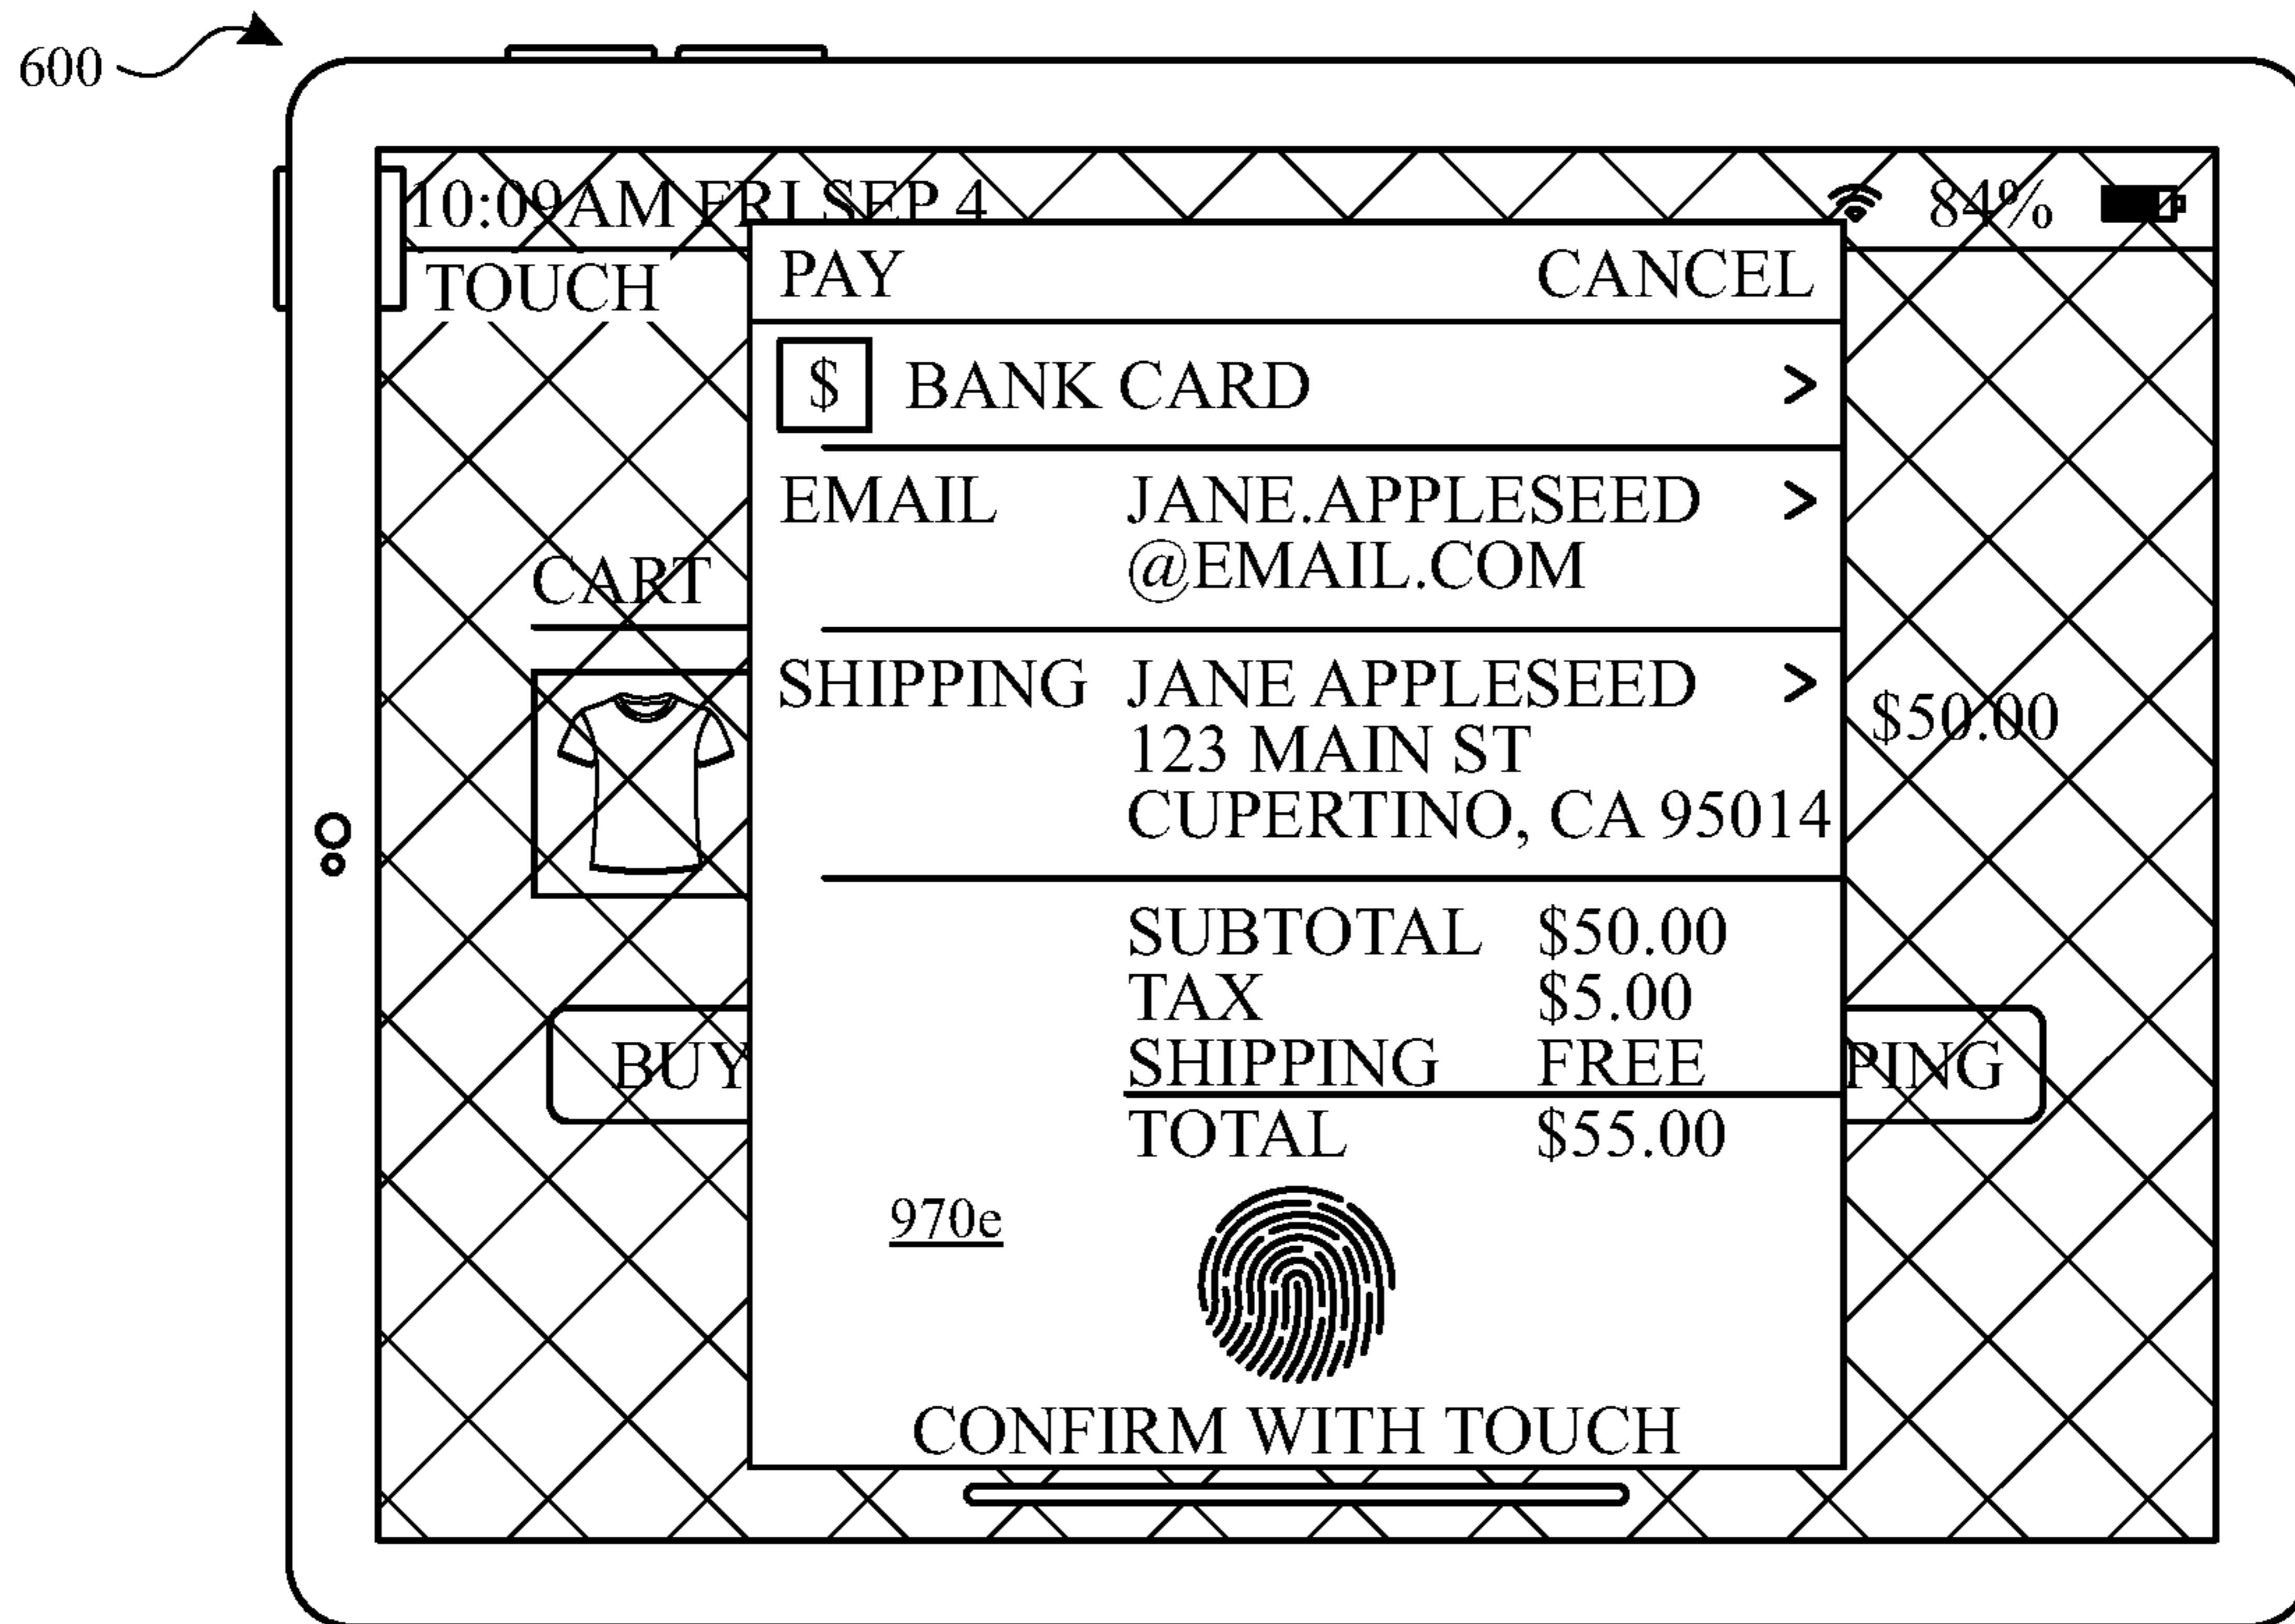 600
10:09AM FRI SEP 4 84%
TOUCH
PAY CANCEL
$ BANK CARD >
EMAIL JANE.APPLESEED >
@EMAIL.COM
CART
SHIPPING JANE APPLESEED >
$50.00
123 MAIN ST
CUPERTINO, CA 95014
SUBTOTAL $50.00
TAX $5.00
SHIPPING FREE
BUY PING
TOTAL $55.00
970e
CONFIRM WITH TOUCH